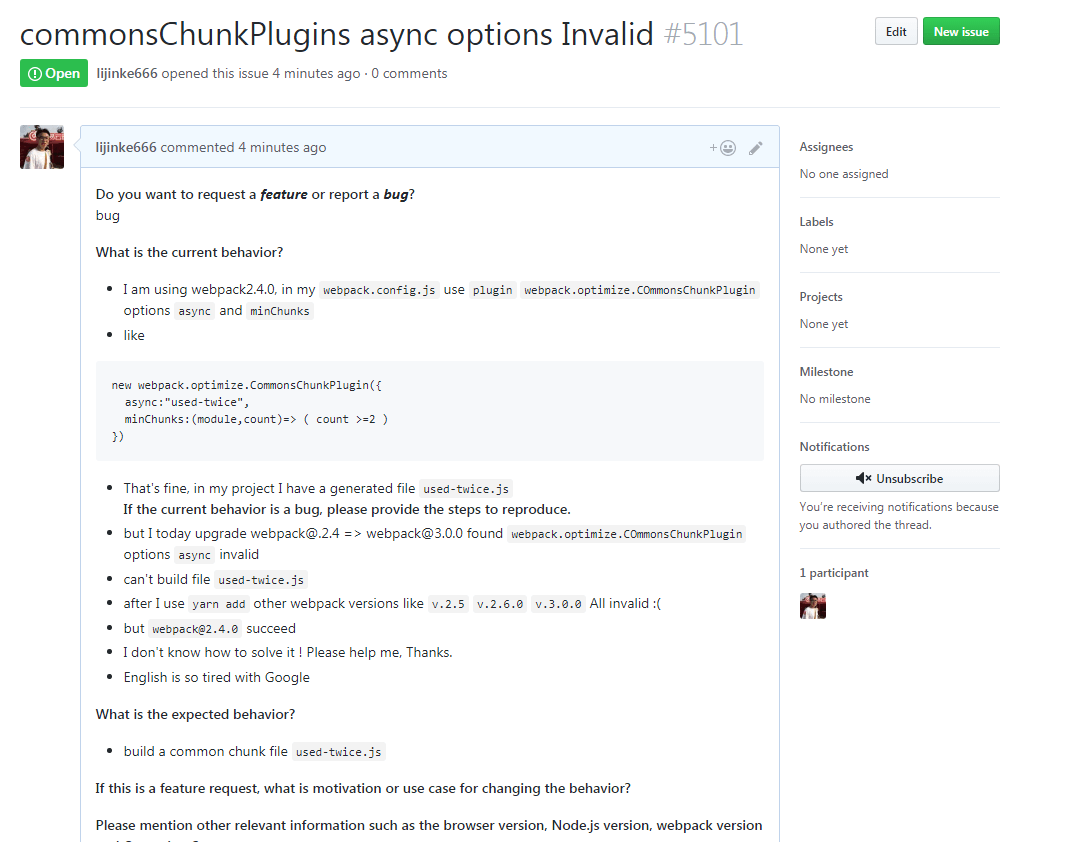 commonsChunkPlugins async options Invalid #5101
Edit
New issue
Open
lijinke666 opened this issue 4 minutes ago · 0 comments
lijinke666 commented 4 minutes ago
Do you want to request a feature or report a bug?
bug
What is the current behavior?
I am using webpack2.4.0, in my webpack.config.js use plugin webpack.optimize.COmmonsChunkPlugin
options async and minChunks
like
new webpack.optimize.CommonsChunkPlugin({
async:"used-twice",
minChunks:(module,count)=> ( count >=2 )
})
That's fine, in my project I have a generated file used-twice.js
If the current behavior is a bug, please provide the steps to reproduce.
but I today upgrade webpack@.2.4 => webpack@3.0.0 found webpack.optimize.COmmonsChunkPlugin
options async invalid
can't build file used-twice.js
after I use yarn add other webpack versions like v.2.5 v.2.6.0 v.3.0.0 All invalid :(
but webpack@2.4.0 succeed
I don't know how to solve it ! Please help me, Thanks.
English is so tired with Google
What is the expected behavior?
build a common chunk file used-twice.js
If this is a feature request, what is motivation or use case for changing the behavior?
Please mention other relevant information such as the browser version, Node.js version, webpack version
Assignees
No one assigned
Labels
None yet
Projects
None yet
Milestone
No milestone
Notifications
Unsubscribe
You're receiving notifications because
you authored the thread.
1 participant